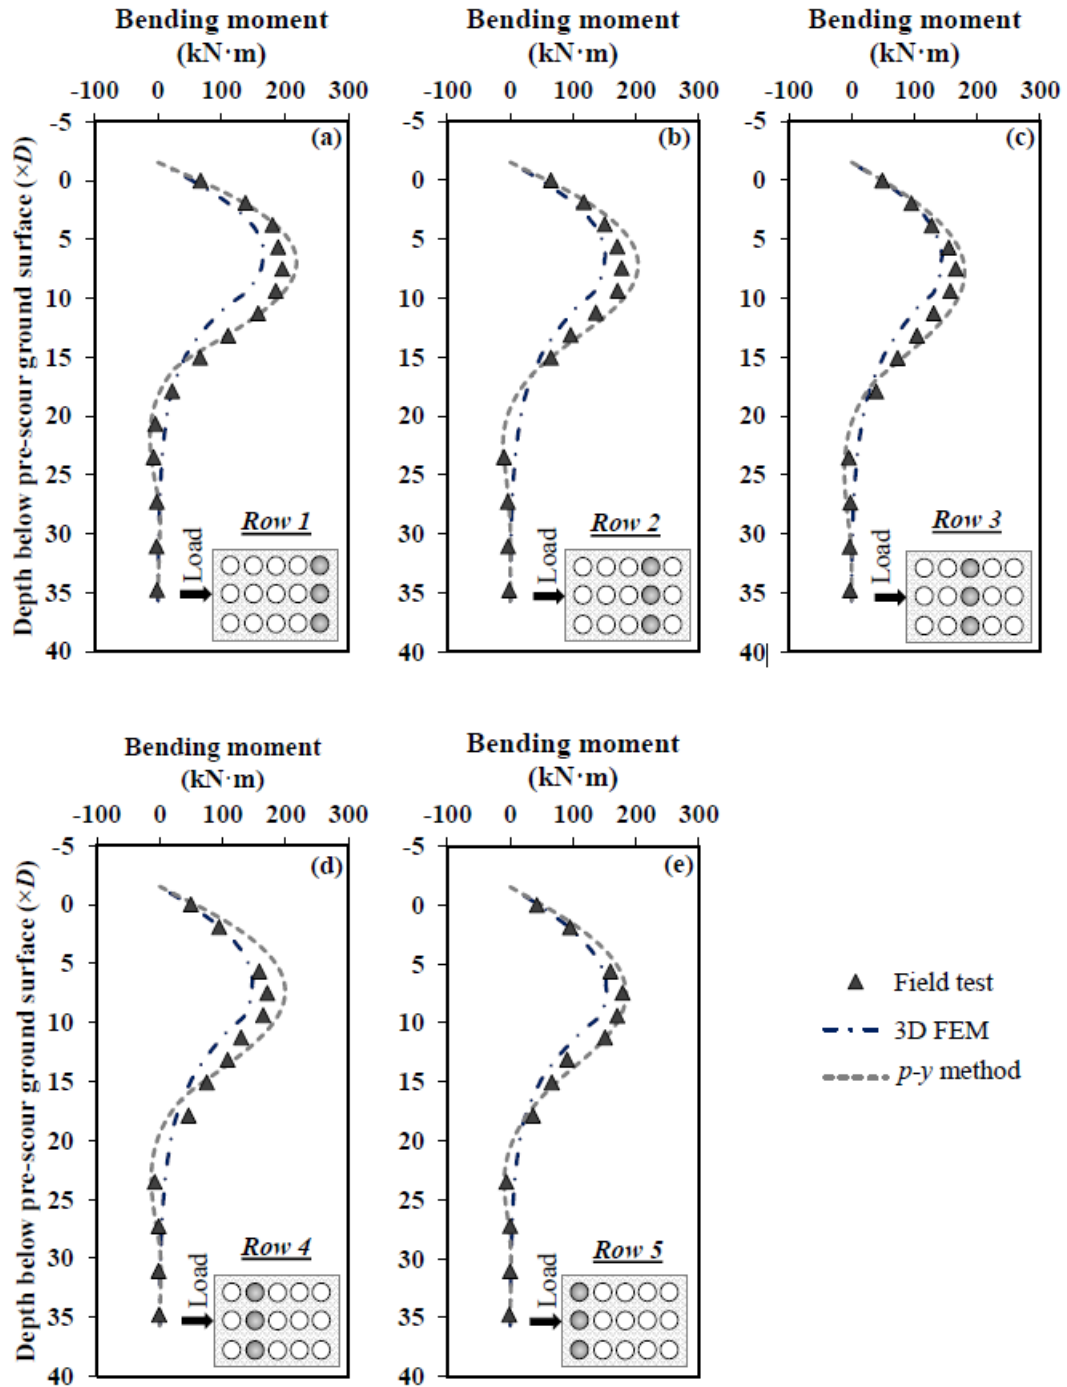 Bending moment
(kN·m)
-100 0 100 200 300
Bending moment
(kN·m)
-100 0 100 200 300
Bending moment
(kN·m)
-100 0 100 200 300
Depth below pre-scour ground surface (×D)
-5
0
5
10
15
20
25
30
35
40
(a)
Row 1
Load
-5
0
5
10
15
20
25
30
35
40
(b)
Row 2
Load
-5
0
5
10
15
20
25
30
35
40
(c)
Row 3
Load
Bending moment
(kN·m)
-100 0 100 200 300
Bending moment
(kN·m)
-100 0 100 200 300
Depth below pre-scour ground surface (×D)
-5
0
5
10
15
20
25
30
35
40
(d)
Row 4
Load
-5
0
5
10
15
20
25
30
35
40
(e)
Row 5
Load
Field test
3D FEM
p-y method